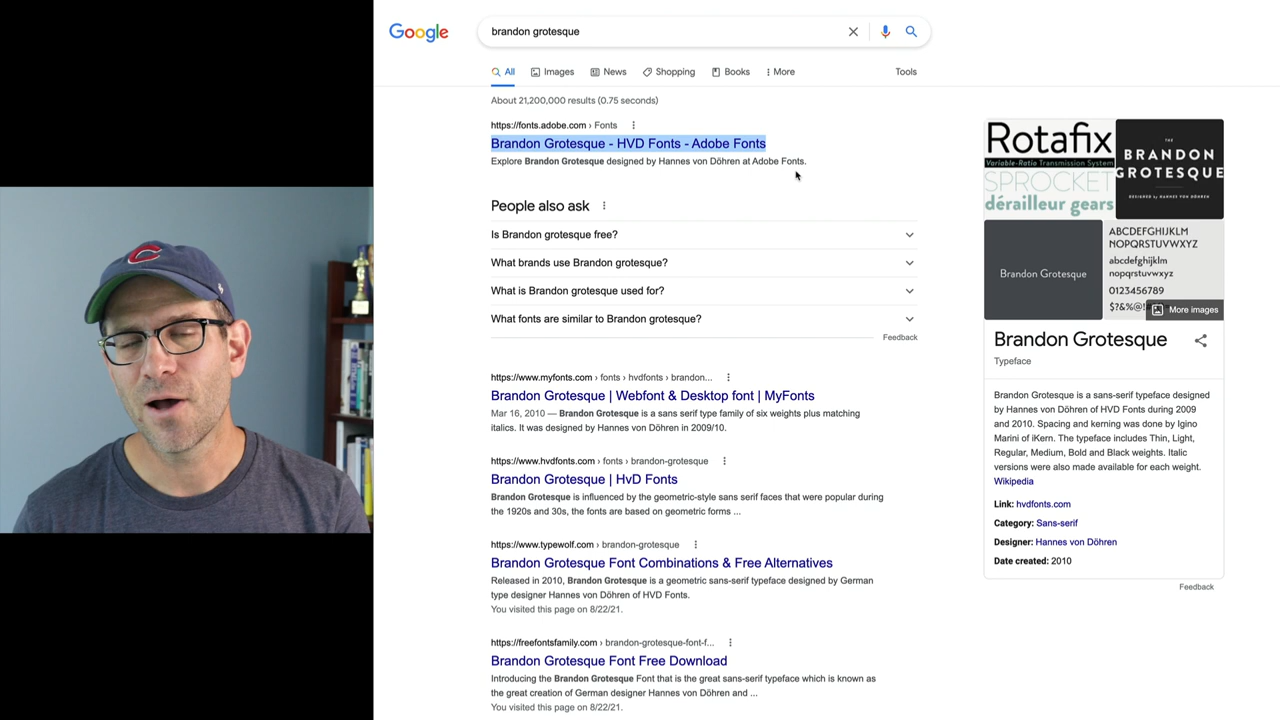 Google
brandon grotesque
All
Images
News
Shopping
Books
More
Tools
About 21,200,000 results (0.75 seconds)
https://fonts.adobe.com › Fonts
Brandon Grotesque - HVD Fonts - Adobe Fonts
Explore Brandon Grotesque designed by Hannes von Döhren at Adobe Fonts.
People also ask
Is Brandon grotesque free?
What brands use Brandon grotesque?
What is Brandon grotesque used for?
What fonts are similar to Brandon grotesque?
Feedback
https://www.myfonts.com › fonts › hvdfonts › brandon...
Brandon Grotesque | Webfont & Desktop font | MyFonts
Mar 16, 2010 — Brandon Grotesque is a sans serif type family of six weights plus matching
italics. It was designed by Hannes von Döhren in 2009/10.
https://www.hvdfonts.com › fonts › brandon-grotesque
Brandon Grotesque | HvD Fonts
Brandon Grotesque is influenced by the geometric-style sans serif faces that were popular during
the 1920s and 30s, the fonts are based on geometric forms ...
https://www.typewolf.com › brandon-grotesque
Brandon Grotesque Font Combinations & Free Alternatives
Released in 2010, Brandon Grotesque is a geometric sans-serif typeface designed by German
type designer Hannes von Döhren of HVD Fonts.
You visited this page on 8/22/21.
https://freefontsfamily.com › brandon-grotesque-font-f...
Brandon Grotesque Font Free Download
Introducing the Brandon Grotesque Font that is the great sans-serif typeface which is known as
the great creation of German designer Hannes von Döhren and ...
You visited this page on 8/22/21.
Rotafix
Variable-Ratio Transmission System
SPROCKET
dérailleur gears
THE
BRANDON
GROTESQUE
DESIGNED BY HANNES VON DÖHREN
Brandon Grotesque
ABCDEFGHIJKLM
NOPQRSTUVWXYZ
abcdefghijklm
nopqrstuvwxyz
0123456789
$?&%@!
More images
Brandon Grotesque
Typeface
Brandon Grotesque is a sans-serif typeface designed
by Hannes von Döhren of HVD Fonts during 2009
and 2010. Spacing and kerning was done by Igino
Marini of iKern. The typeface includes Thin, Light,
Regular, Medium, Bold and Black weights. Italic
versions were also made available for each weight.
Wikipedia
Link: hvdfonts.com
Category: Sans-serif
Designer: Hannes von Döhren
Date created: 2010
Feedback